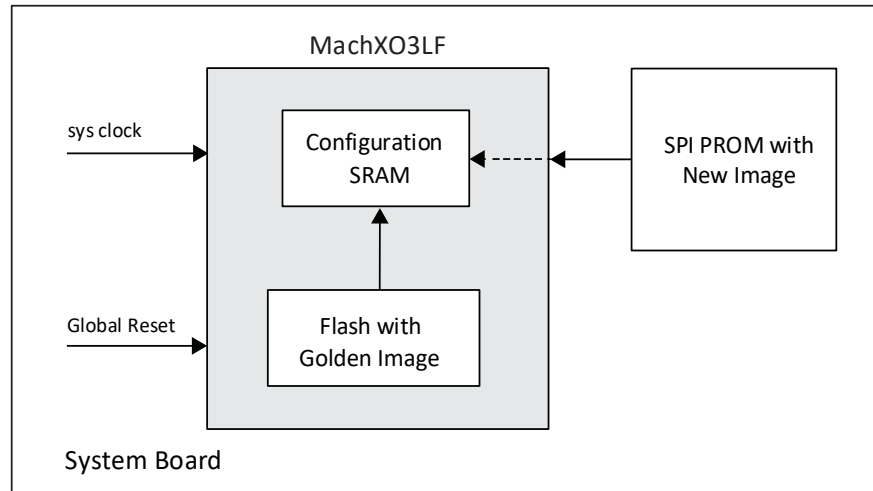 MachXO3LF
sys clock
Configuration
SRAM
SPI PROM with
New Image
Global Reset
Flash with
Golden Image
System Board